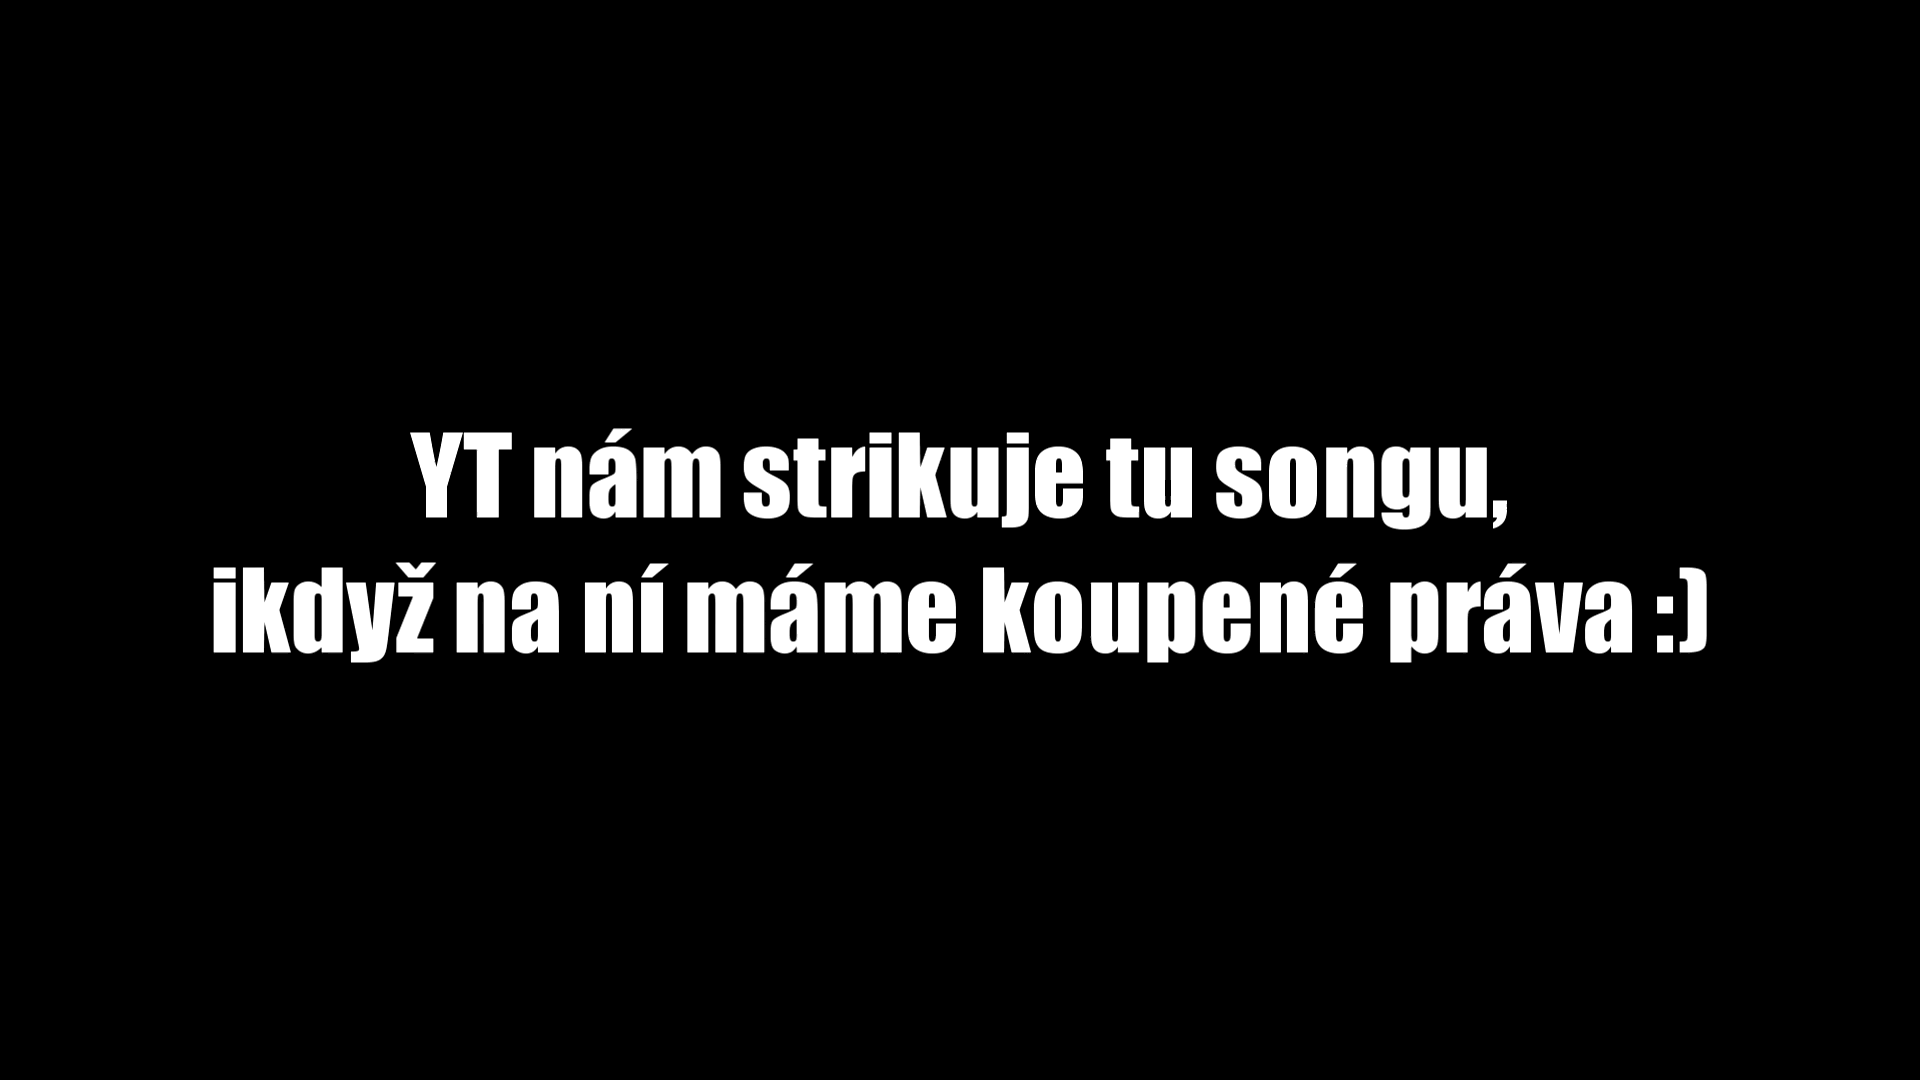 YT nám strikuje tu songu,
ikdyž na ní máme koupené práva :)